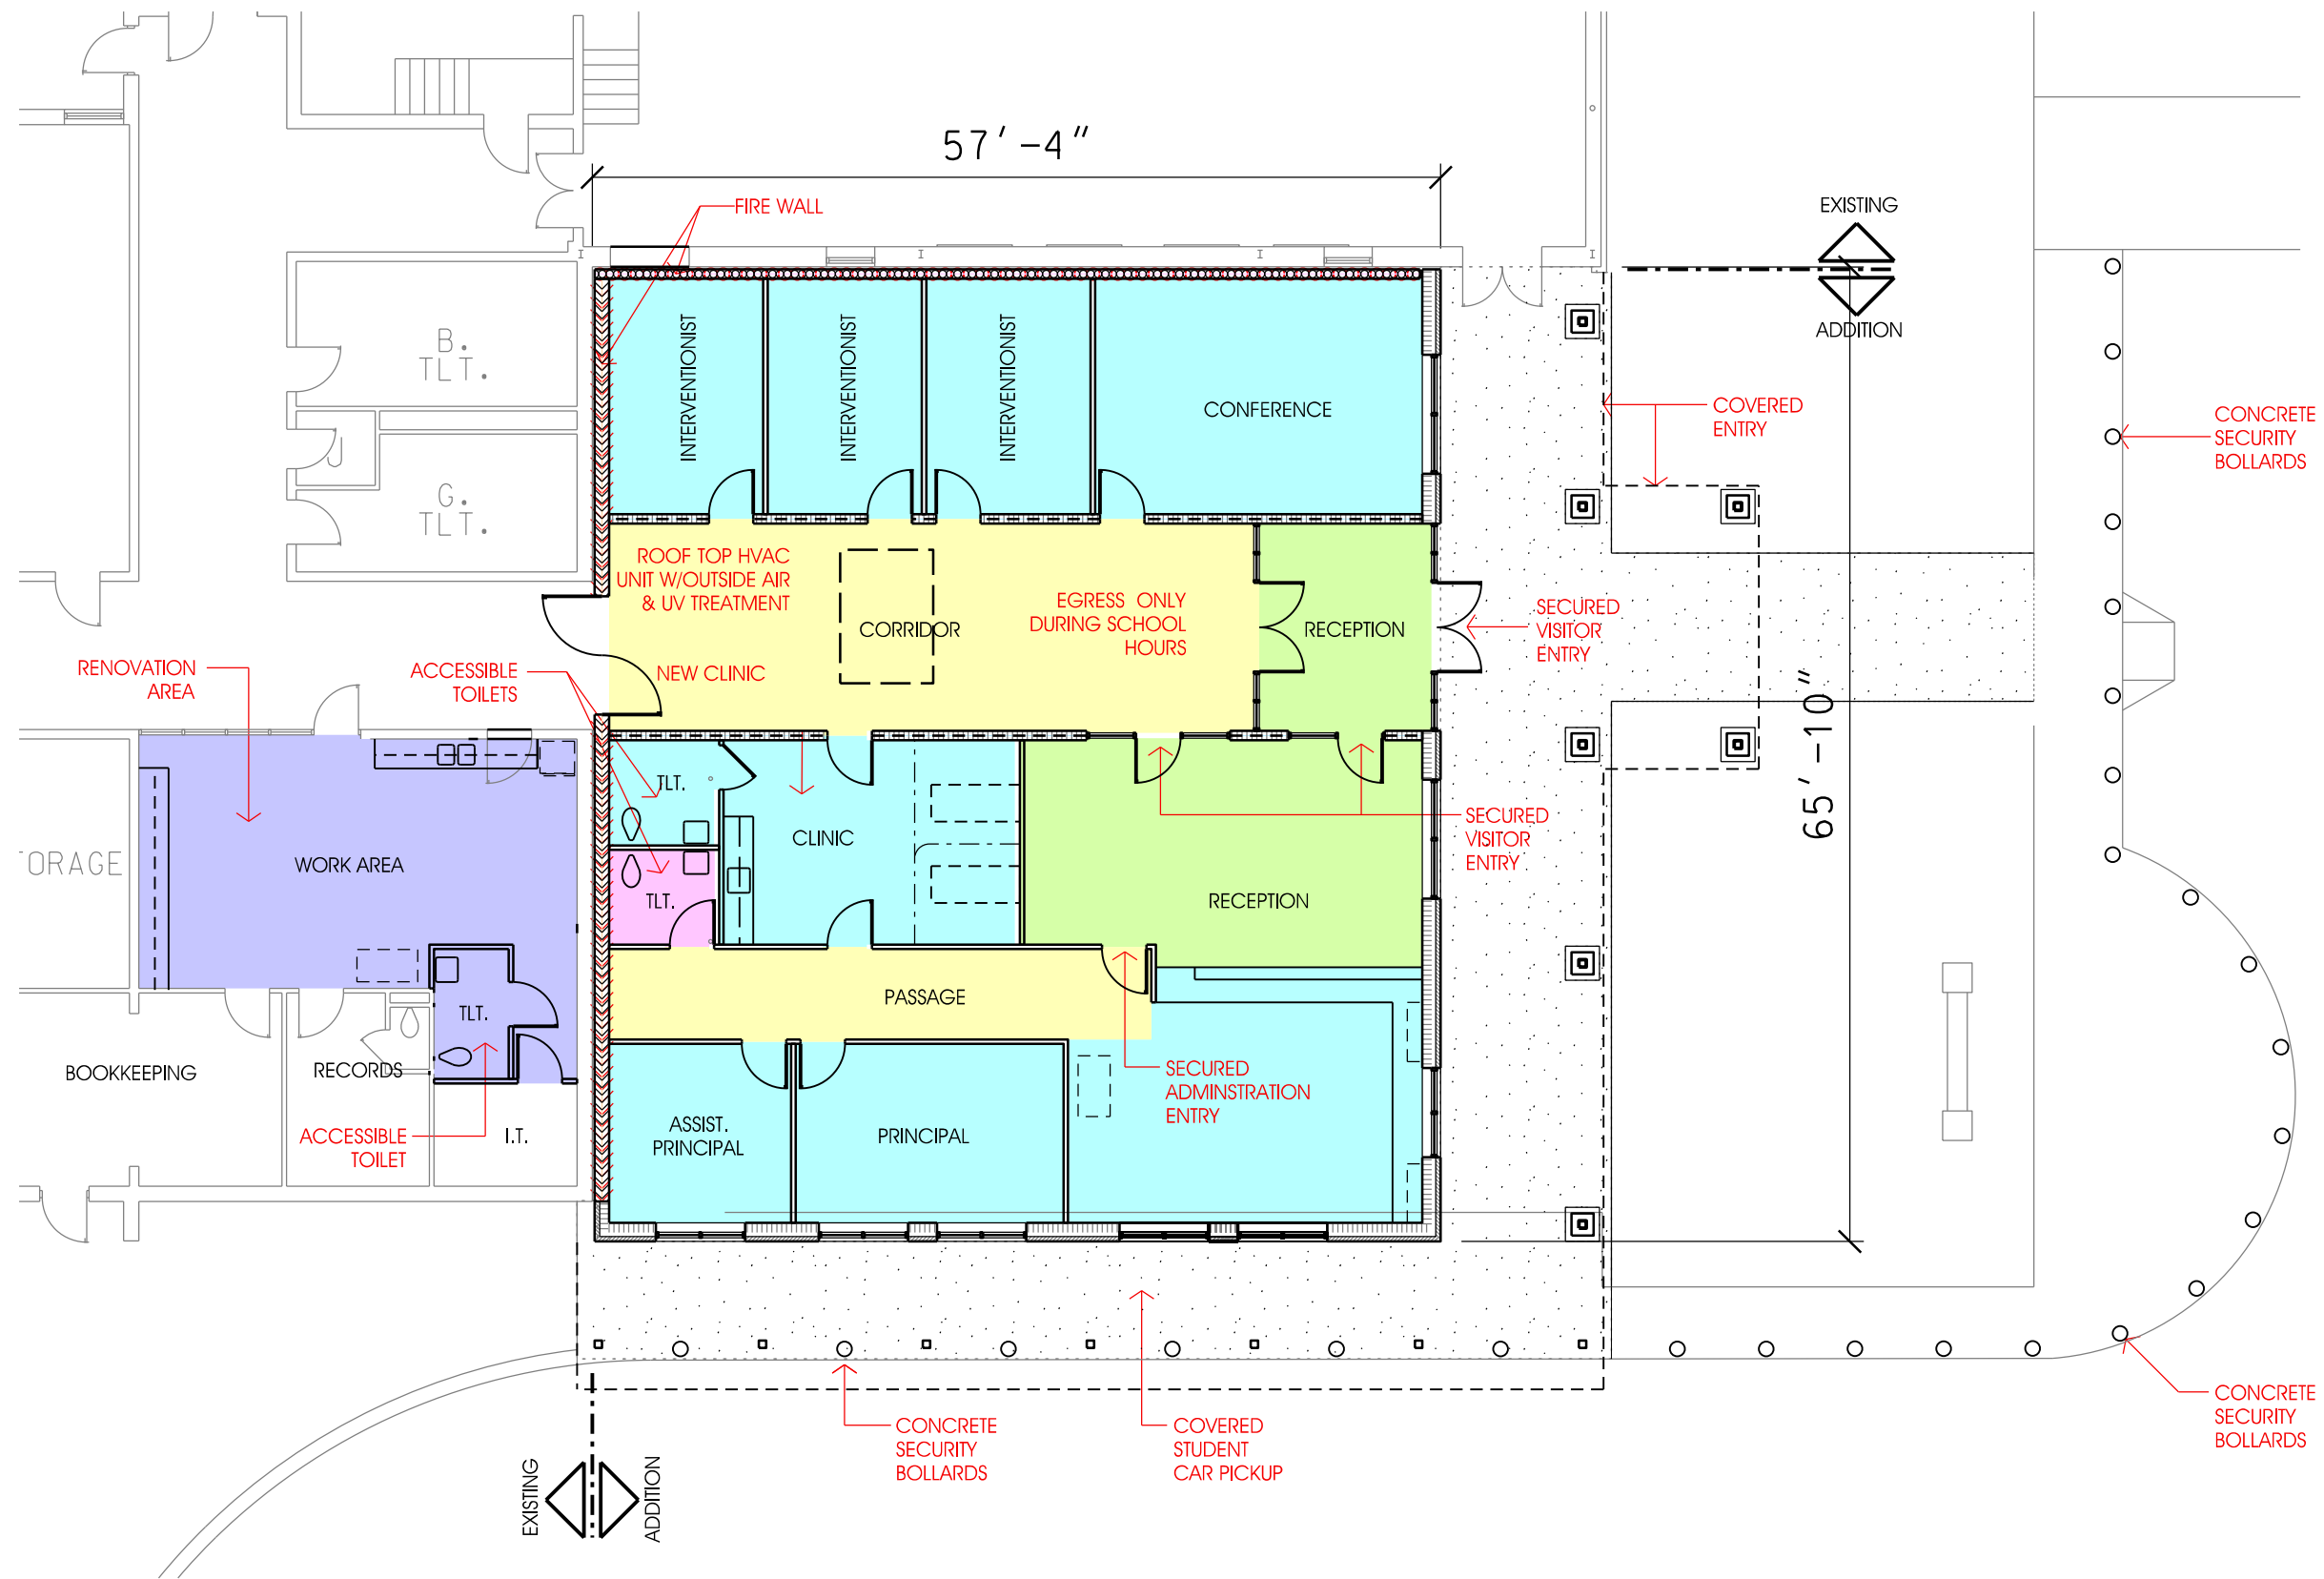 57'-4"
FIRE WALL
EXISTING
ADDITION
B.
TLT.
J
G.
TLT.
INTERVENTIONIST
INTERVENTIONIST
INTERVENTIONIST
CONFERENCE
COVERED
ENTRY
CONCRETE
SECURITY
BOLLARDS
ROOF TOP HVAC
UNIT W/OUTSIDE AIR
& UV TREATMENT
CORRIDOR
EGRESS ONLY
DURING SCHOOL
HOURS
RECEPTION
SECURED
VISITOR
ENTRY
RENOVATION
AREA
ACCESSIBLE
TOILETS
NEW CLINIC
65'-10"
TLT.
CLINIC
SECURED
VISITOR
ENTRY
TORAGE
WORK AREA
TLT.
RECEPTION
PASSAGE
TLT.
BOOKKEEPING
RECORDS
SECURED
ADMINSTRATION
ENTRY
ACCESSIBLE
TOILET
I.T.
ASSIST.
PRINCIPAL
PRINCIPAL
CONCRETE
SECURITY
BOLLARDS
COVERED
STUDENT
CAR PICKUP
CONCRETE
SECURITY
BOLLARDS
EXISTING
ADDITION